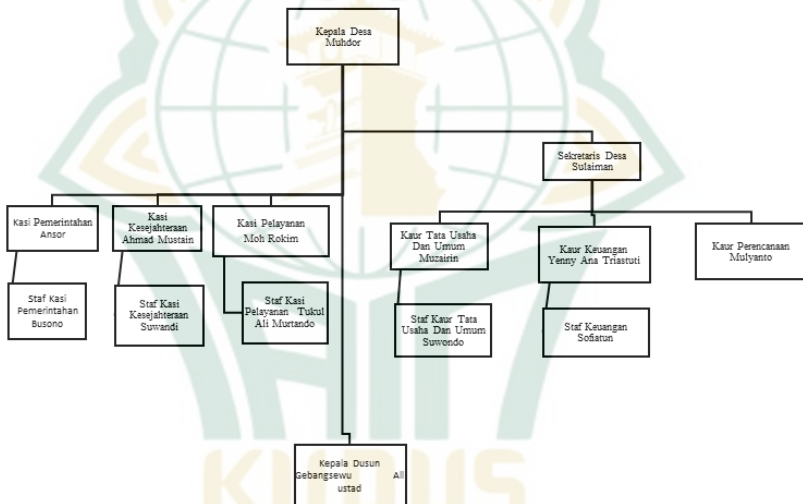 Kepala Desa
Muhdor
Sekretaris Desa
Sulaiman
Kasi Pemerintahan
Ansor
Kasi
Kesejahteraan
Ahmad Mustain
Kasi Pelayanan
Moh Rokim
Kaur Tata Usaha
Dan Umum
Muzairin
Kaur Keuangan
Yenny Ana Triastuti
Kaur Perencanaan
Mulyanto
Staf Kasi
Pemerintahan
Busono
Staf Kasi
Kesejahteraan
Suwandi
Staf Kasi
Pelayanan Tukul
Ali Murtando
Staf Kaur Tata
Usaha Dan Umum
Suwondo
Staf Keuangan
Sofiatun
Kepala Dusun
Gebangsewu All
ustad
KUDUS